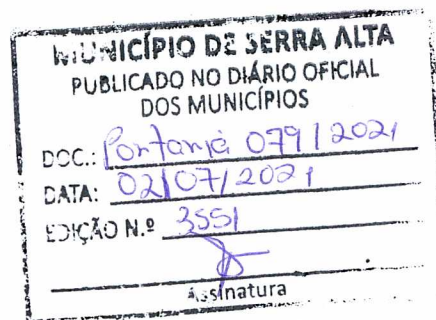 MUNICÍPIO DE SERRA ALTA
PUBLICADO NO DIÁRIO OFICIAL
DOS MUNICÍPIOS
DOC.: Portaria 079 / 2021
DATA: 02/07/2021
EDIÇÃO N.º 3551
Assinatura